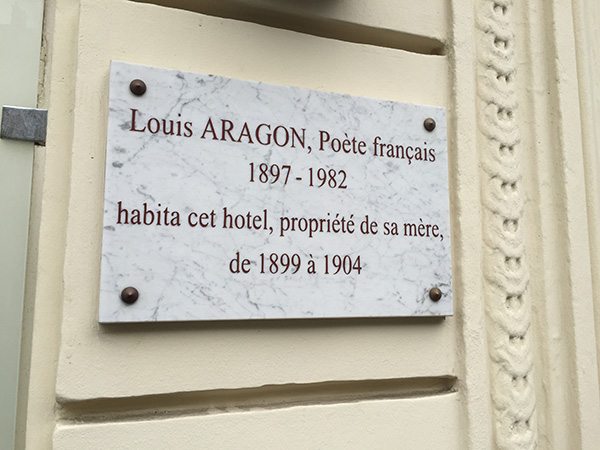 Louis ARAGON, Poète français
1897 - 1982
habita cet hotel, propriété de sa mère,
de 1899 à 1904